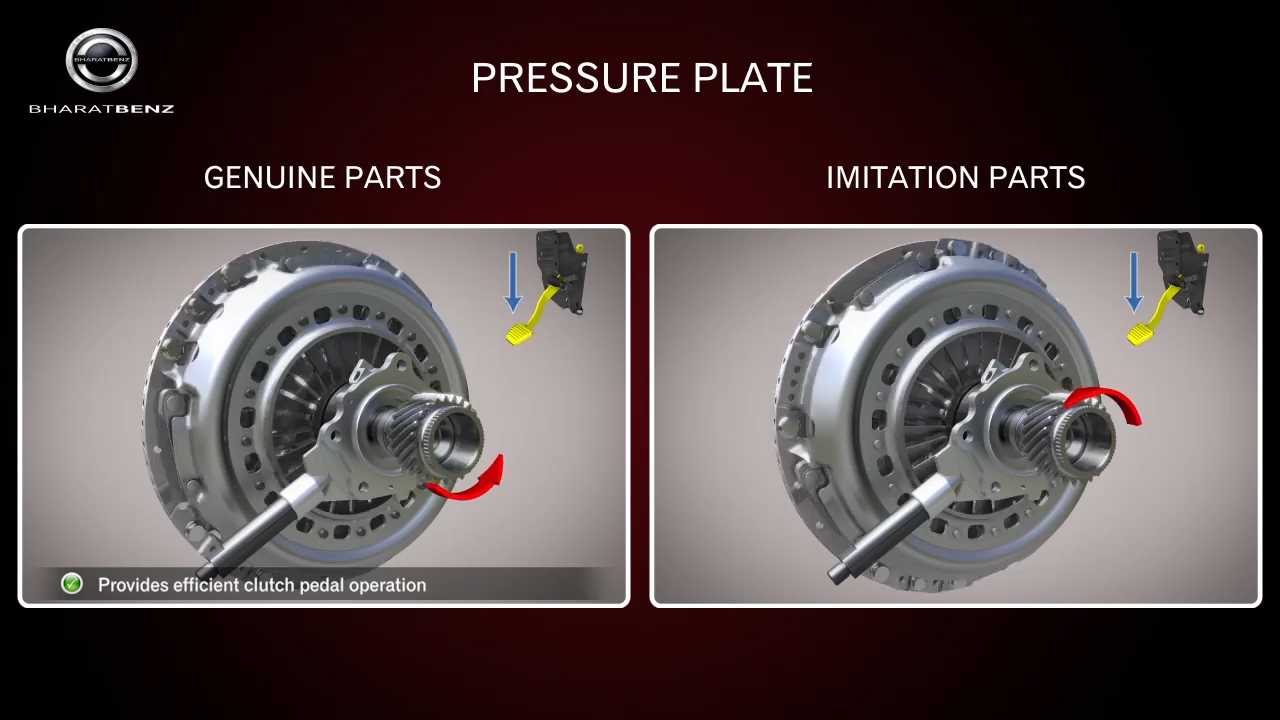 BHARATBENZ
BHARATBENZ
PRESSURE PLATE
GENUINE PARTS
IMITATION PARTS
Provides efficient clutch pedal operation